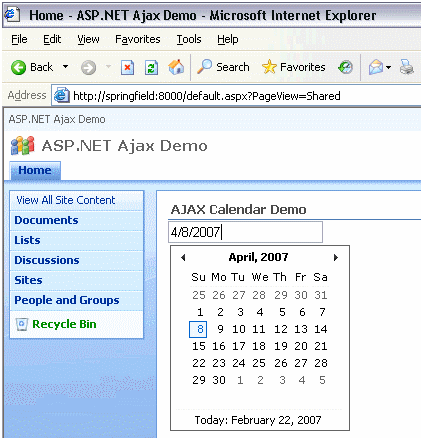 Home - ASP.NET Ajax Demo - Microsoft Internet Explorer
File Edit View Favorites Tools Help
Back Search Favorites
Address http://springfield:8000/default.aspx?PageView=Shared
ASP.NET Ajax Demo
ASP.NET Ajax Demo
Home
View All Site Content
Documents
Lists
Discussions
Sites
People and Groups
Recycle Bin
AJAX Calendar Demo
4/8/2007
April, 2007
Su Mo Tu We Th Fr Sa
25 26 27 28 29 30 31
1 2 3 4 5 6 7
8 9 10 11 12 13 14
15 16 17 18 19 20 21
22 23 24 25 26 27 28
29 30 1 2 3 4 5
Today: February 22, 2007